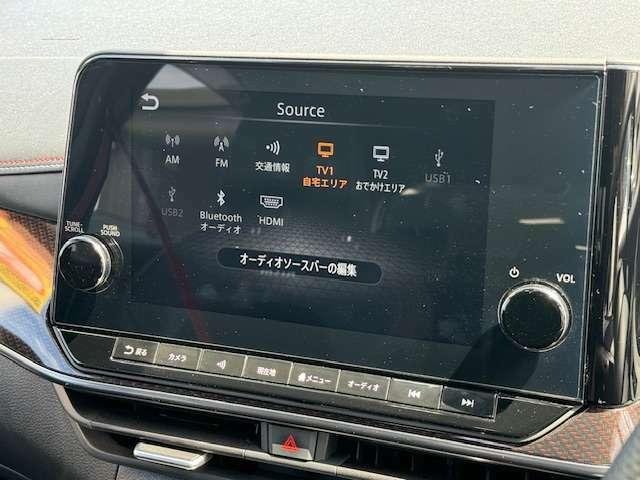 Source
AM
FM
交通情報
TV1
自宅エリア
TV2
おでかけエリア
USB1
USB2
Bluetooth
オーディオ
HDMI
オーディオソースバーの編集
TUNE・
SCROLL
PUSH
SOUND
VOL
戻る
カメラ
現在地
メニュー
オーディオ